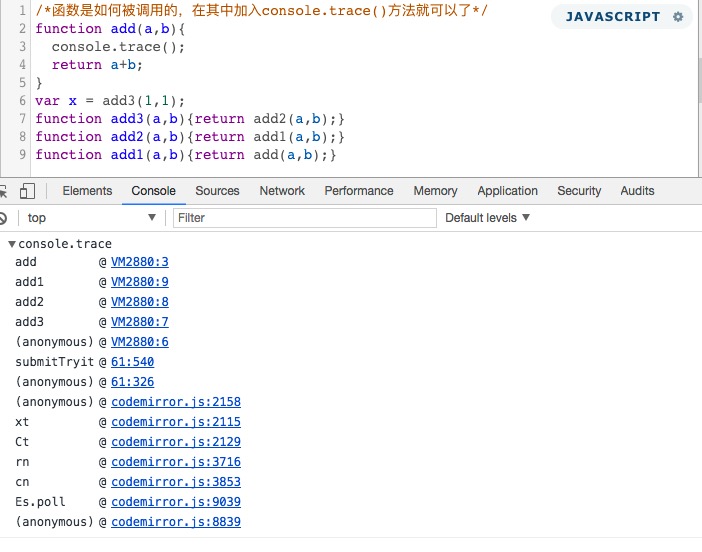 1 /*函数是如何被调用的，在其中加入console.trace()方法就可以了*/
JAVASCRIPT
2 function add(a,b){
3 console.trace();
4 return a+b;
5 }
6 var x = add3(1,1);
7 function add3(a,b){return add2(a,b);}
8 function add2(a,b){return add1(a,b);}
9 function add1(a,b){return add(a,b);}
Elements Console Sources Network Performance Memory Application Security Audits
top ▼ Filter Default levels ▼
▼console.trace
add @ VM2880:3
add1 @ VM2880:9
add2 @ VM2880:8
add3 @ VM2880:7
(anonymous) @ VM2880:6
submitTryit @ 61:540
(anonymous) @ 61:326
(anonymous) @ codemirror.js:2158
xt @ codemirror.js:2115
Ct @ codemirror.js:2129
rn @ codemirror.js:3716
cn @ codemirror.js:3853
Es.poll @ codemirror.js:9039
(anonymous) @ codemirror.js:8839